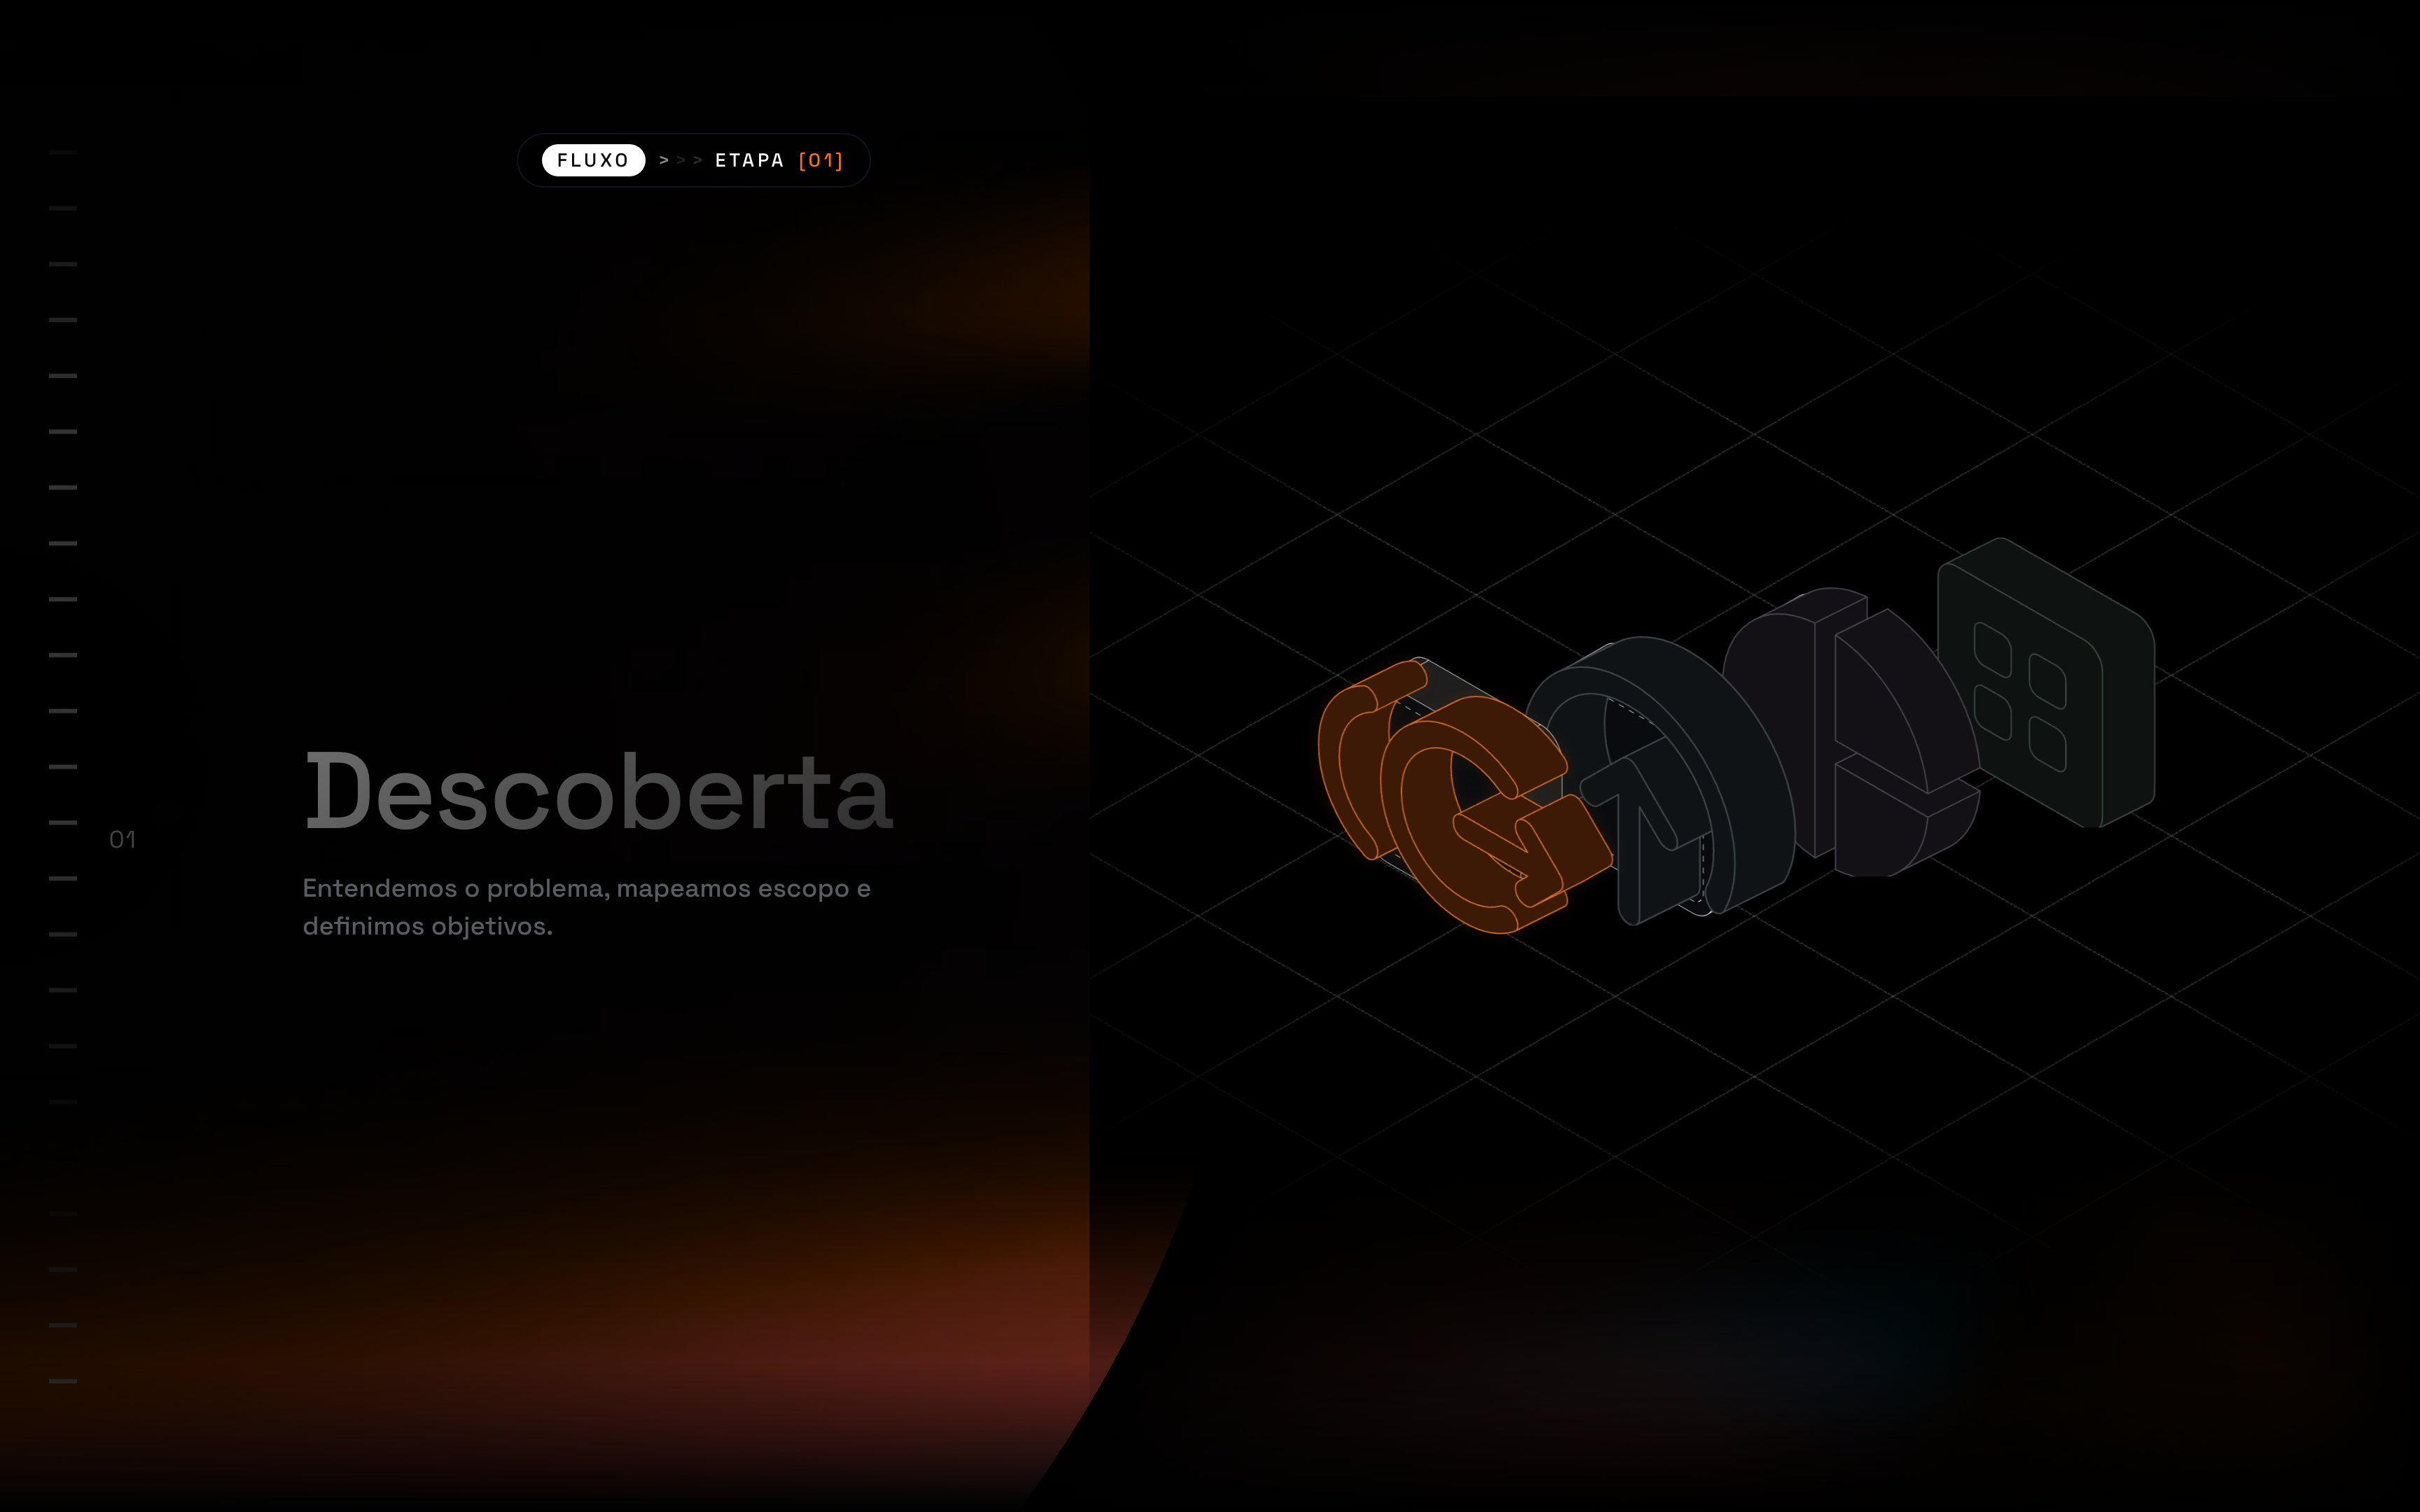 FLUXO > > > ETAPA [01]
Descoberta
01
Entendemos o problema, mapeamos escopo e
definimos objetivos.